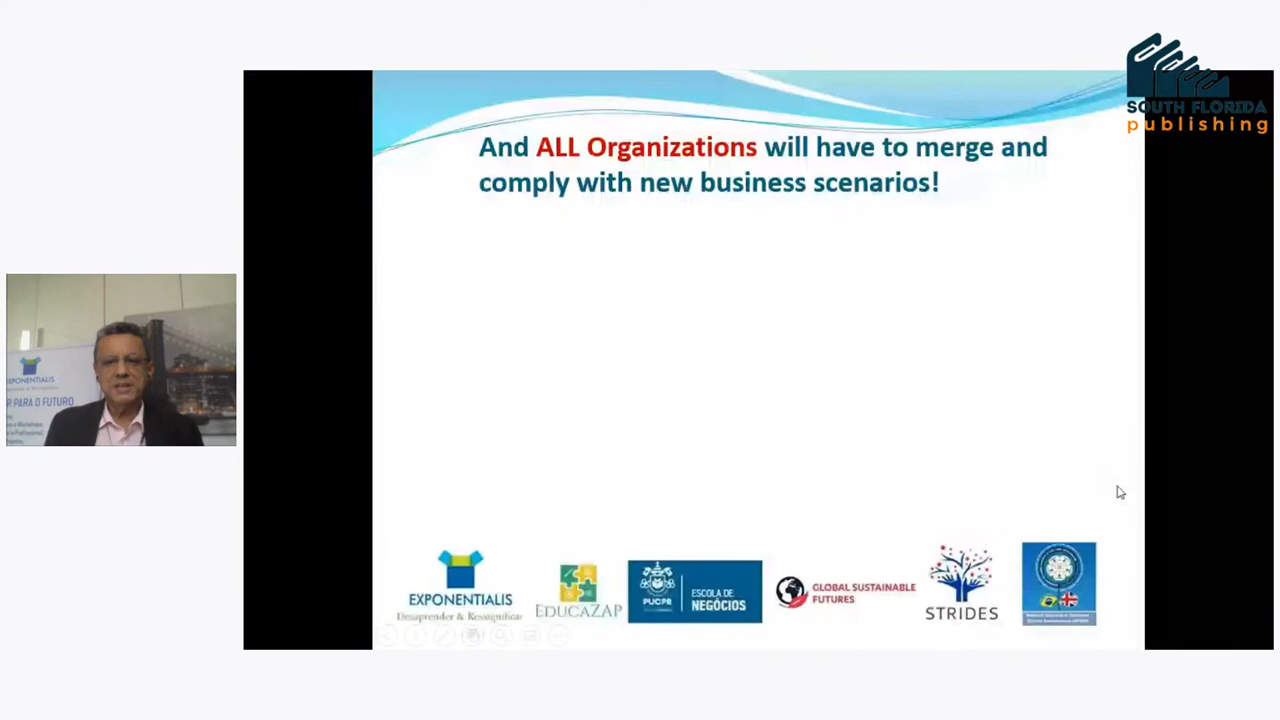 SOUTH FLORIDA
publishing
And ALL Organizations will have to merge and
comply with new business scenarios!
EXPONENTIALIS
R PARA O FUTURO
EXPONENTIALIS
Desaprender & Ressignificar
EDUCAZAP
PUCPR
ESCOLA DE
NEGÓCIOS
GLOBAL SUSTAINABLE
FUTURES
STRIDES